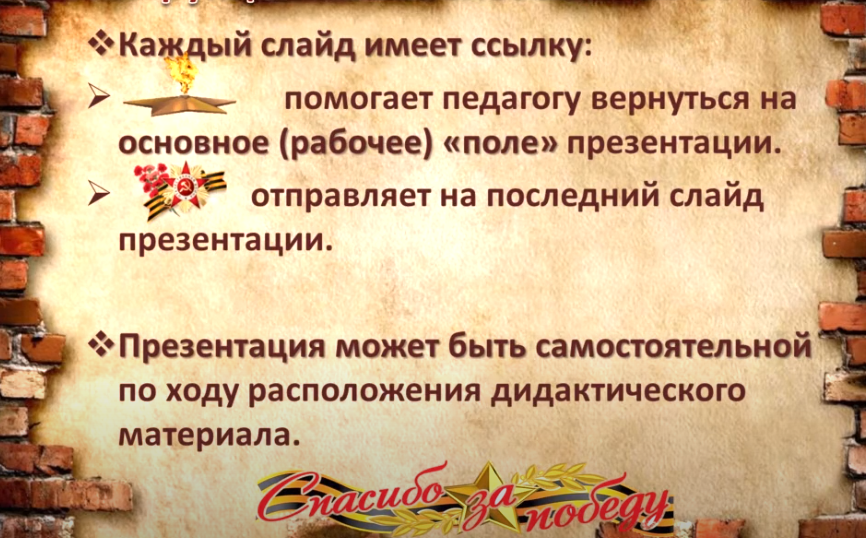 ❖Каждый слайд имеет ссылку:
➢ помогает педагогу вернуться на
основное (рабочее) «поле» презентации.
➢ отправляет на последний слайд
презентации.
❖Презентация может быть самостоятельной
по ходу расположения дидактического
материала.
Спасибо за победу